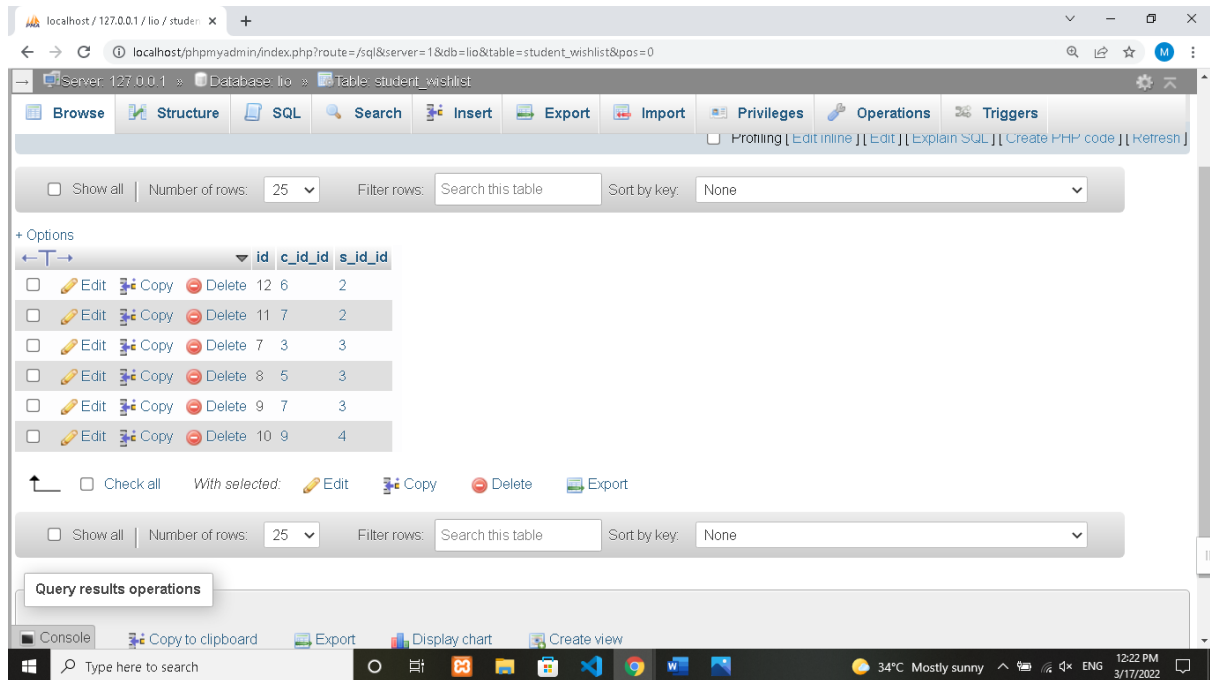 localhost / 127.0.0.1 / lio / studen
localhost/phpmyadmin/index.php?route=/sql&server=1&db=lio&table=student_wishlist&pos=0
M
Server: 127.0.0.1 » Database: lio » Table: student_wishlist
Browse Structure SQL Search Insert Export Import Privileges Operations Triggers
Profiling [ Edit inline ] [ Edit ] [ Explain SQL ] [ Create PHP code ] [ Refresh ]
Show all | Number of rows: 25 Filter rows: Search this table Sort by key: None
+ Options
←T→ id c_id_id s_id_id
Edit Copy Delete 12 6 2
Edit Copy Delete 11 7 2
Edit Copy Delete 7 3 3
Edit Copy Delete 8 5 3
Edit Copy Delete 9 7 3
Edit Copy Delete 10 9 4
Check all With selected: Edit Copy Delete Export
Show all | Number of rows: 25 Filter rows: Search this table Sort by key: None
Query results operations
Console Copy to clipboard Export Display chart Create view
Type here to search 34°C Mostly sunny ENG 12:22 PM
3/17/2022